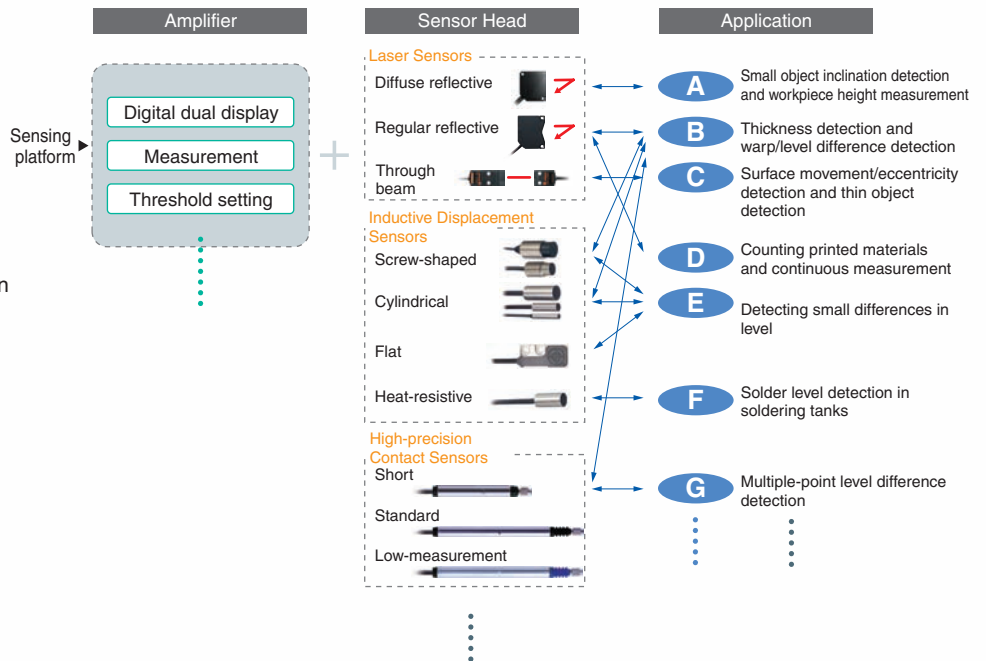 Amplifier
Sensor Head
Application
Sensing
platform
Digital dual display
Measurement
Threshold setting
n
Laser Sensors
Diffuse reflective
Regular reflective
Through
beam
Inductive Displacement
Sensors
Screw-shaped
Cylindrical
Flat
Heat-resistive
High-precision
Contact Sensors
Short
Standard
Low-measurement
A
Small object inclination detection
and workpiece height measurement
B
Thickness detection and
warp/level difference detection
C
Surface movement/eccentricity
detection and thin object
detection
D
Counting printed materials
and continuous measurement
E
Detecting small differences in
level
F
Solder level detection in
soldering tanks
G
Multiple-point level difference
detection